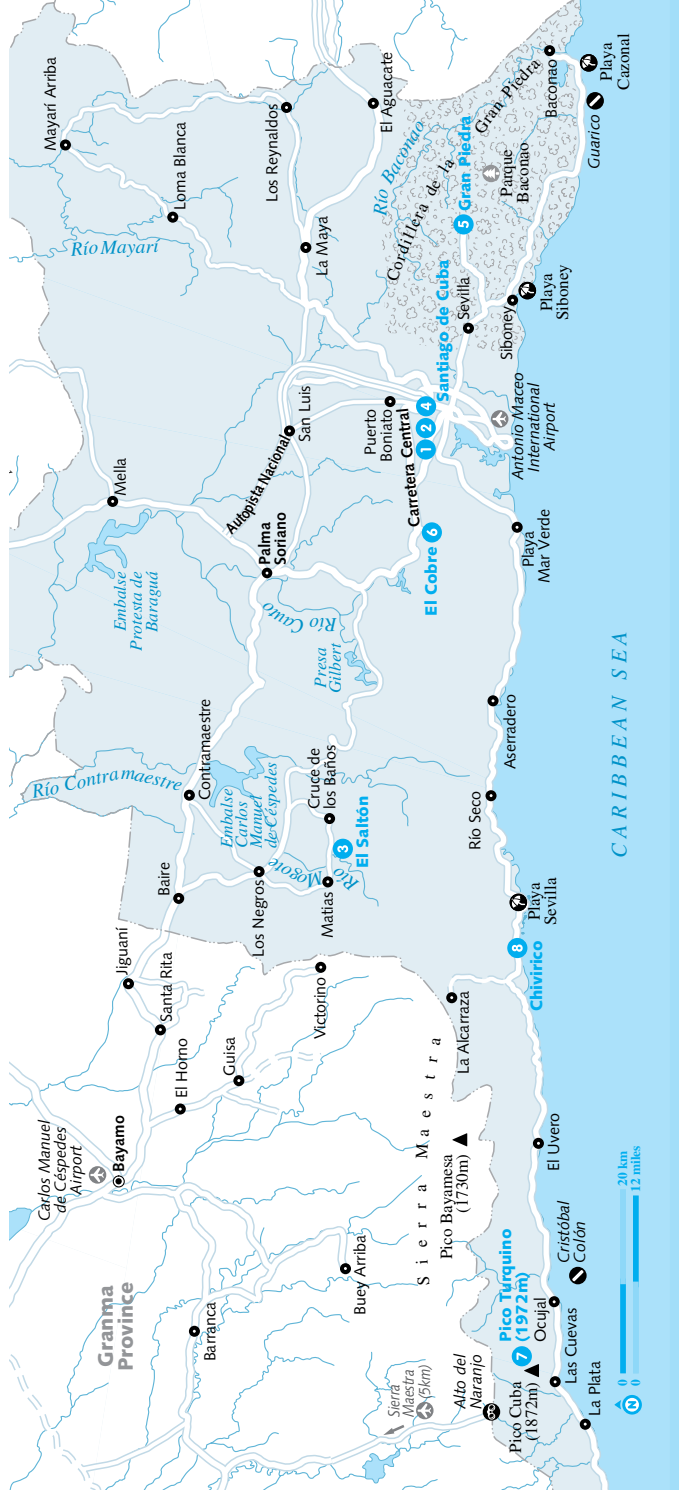 Carlos Manuel
de Céspedes
Airport
Bayamo
Granma
Province
Barranca
Buey Arriba
El Horno
Guisa
Santa Rita
Jiguaní
Victorino
Baire
Los Negros
Matias
Río Contramaestre
Contramaestre
Embalse
Carlos
Manuel
de Céspedes
Río Mogote
Cruce de
los Baños
3
El Saltón
Embalse
Protesta de
Baraguá
Mella
Palma
Soriano
Río Cauto
Presa
Gilbert
Autopista Nacional
San Luis
Puerto
Boniato
Carretera Central
El Cobre 6
1 2 4
Santiago de Cuba
Mayarí Arriba
Loma Blanca
Río Mayarí
Los Reynaldos
La Maya
El Aguacate
Río Baconao
Cordillera de la Gran Piedra
5 Gran Piedra
Parque
Baconao
Baconao
Playa
Cazonal
Guarico
Sevilla
Siboney
Playa
Siboney
Antonio Maceo
International
Airport
Playa
Mar Verde
Aserradero
Río Seco
Playa
Sevilla
8
Chivirico
La Alcarraza
Sierra Maestra
Pico Bayamesa
(1730m)
El Uvero
Sierra
Maestra
(5km)
Alto del
Naranjo
Pico Cuba
(1872m)
7 Pico Turquino
(1972m)
Ocujal
Cristóbal
Colón
Las Cuevas
La Plata
CARIBBEAN SEA
N
0 20 km
0 12 miles